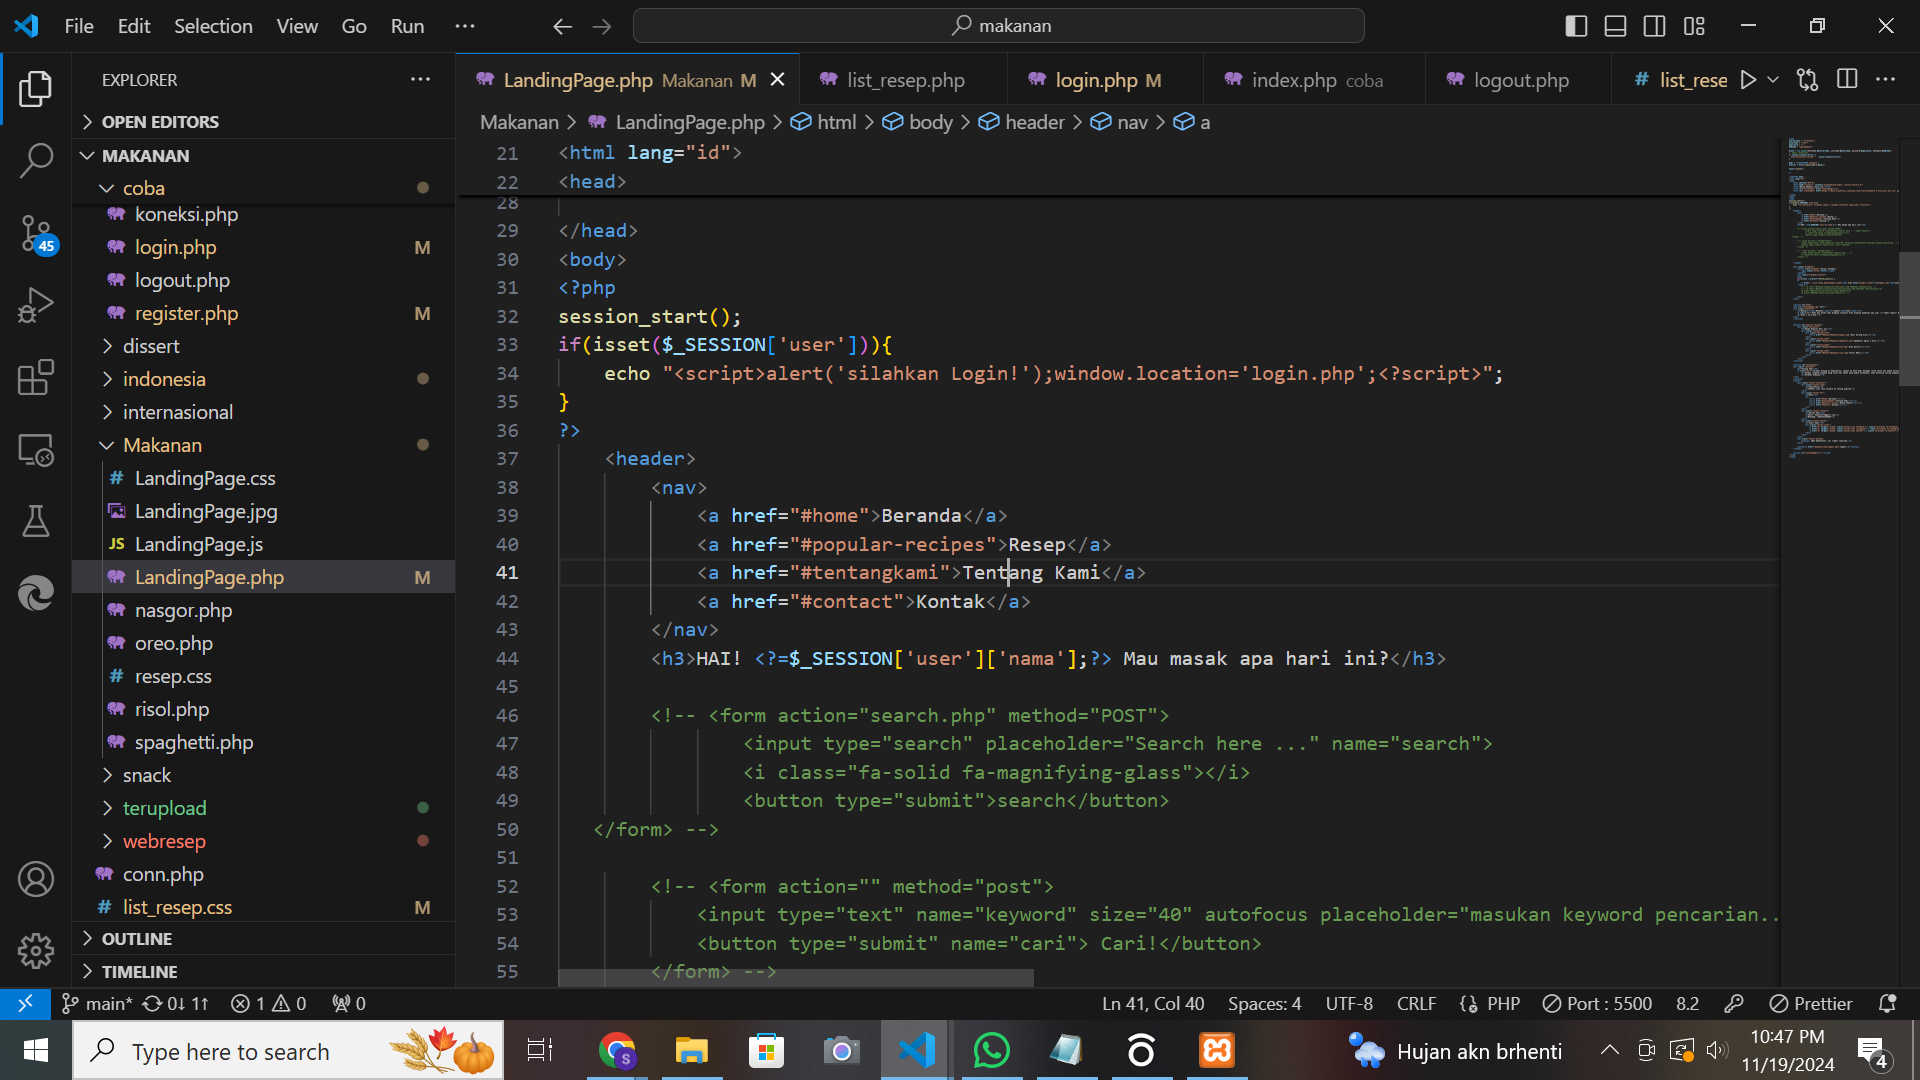 File Edit Selection View Go Run ... makanan
EXPLORER
OPEN EDITORS
MAKANAN
coba
koneksi.php
login.php M
logout.php
register.php M
dissert
indonesia
internasional
Makanan
LandingPage.css
LandingPage.jpg
JS LandingPage.js
LandingPage.php M
nasgor.php
oreo.php
resep.css
risol.php
spaghetti.php
snack
terupload
webresep
conn.php
# list_resep.css M
OUTLINE
TIMELINE
LandingPage.php Makanan M list_resep.php login.php M index.php coba logout.php # list_rese
Makanan > LandingPage.php > html > body > header > nav > a
21 <html lang="id">
22 <head>
28
29 </head>
30 <body>
31 <?php
32 session_start();
33 if(isset($_SESSION['user'])){
34 echo "<script>alert('silahkan Login!');window.location='login.php';<?script>";
35 }
36 ?>
37 <header>
38 <nav>
39 <a href="#home">Beranda</a>
40 <a href="#popular-recipes">Resep</a>
41 <a href="#tentangkami">Tentang Kami</a>
42 <a href="#contact">Kontak</a>
43 </nav>
44 <h3>HAI! <?=$_SESSION['user']['nama'];?> Mau masak apa hari ini?</h3>
45
46 <!-- <form action="search.php" method="POST">
47 <input type="search" placeholder="Search here ..." name="search">
48 <i class="fa-solid fa-magnifying-glass"></i>
49 <button type="submit">search</button>
50 </form> -->
51
52 <!-- <form action="" method="post">
53 <input type="text" name="keyword" size="40" autofocus placeholder="masukan keyword pencarian..
54 <button type="submit" name="cari"> Cari!</button>
55 </form> -->
45
main* 0↓ 1↑ 1 0 0 Ln 41, Col 40 Spaces: 4 UTF-8 CRLF PHP Port : 5500 8.2 Prettier
Type here to search
S
Hujan akn brhenti
10:47 PM
11/19/2024
4